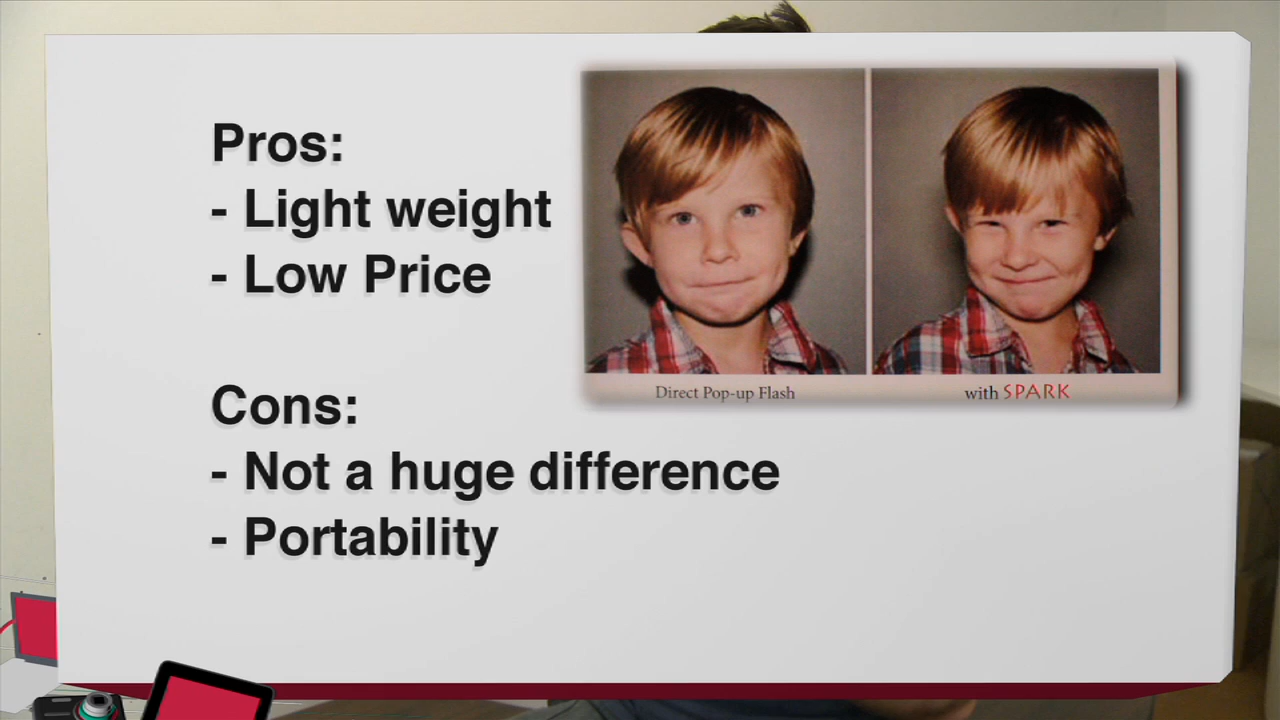 Pros:
- Light weight
- Low Price
Direct Pop-up Flash
with SPARK
Cons:
- Not a huge difference
- Portability